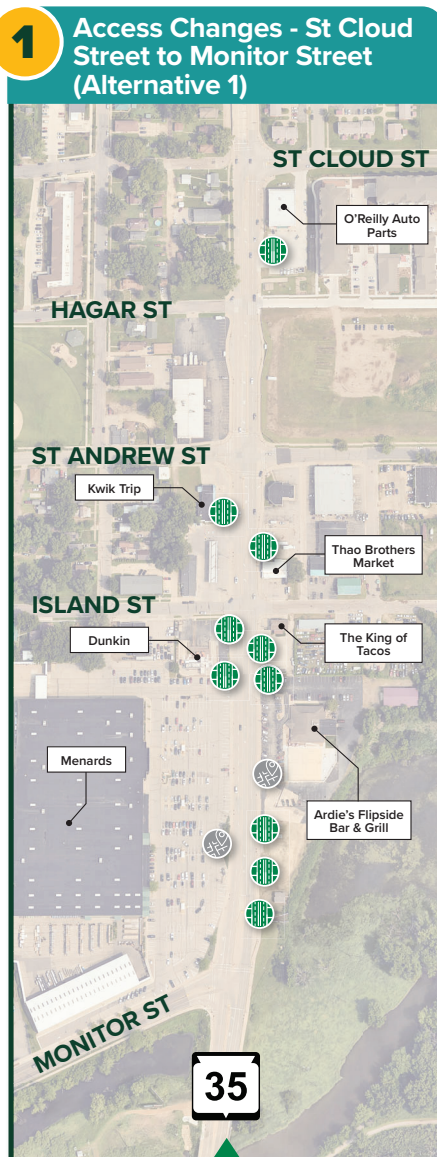 1
Access Changes - St Cloud
Street to Monitor Street
(Alternative 1)
ST CLOUD ST
O'Reilly Auto
Parts
HAGAR ST
ST ANDREW ST
Kwik Trip
Thao Brothers
Market
ISLAND ST
Dunkin
The King of
Tacos
Menards
Ardie's Flipside
Bar & Grill
MONITOR ST
35